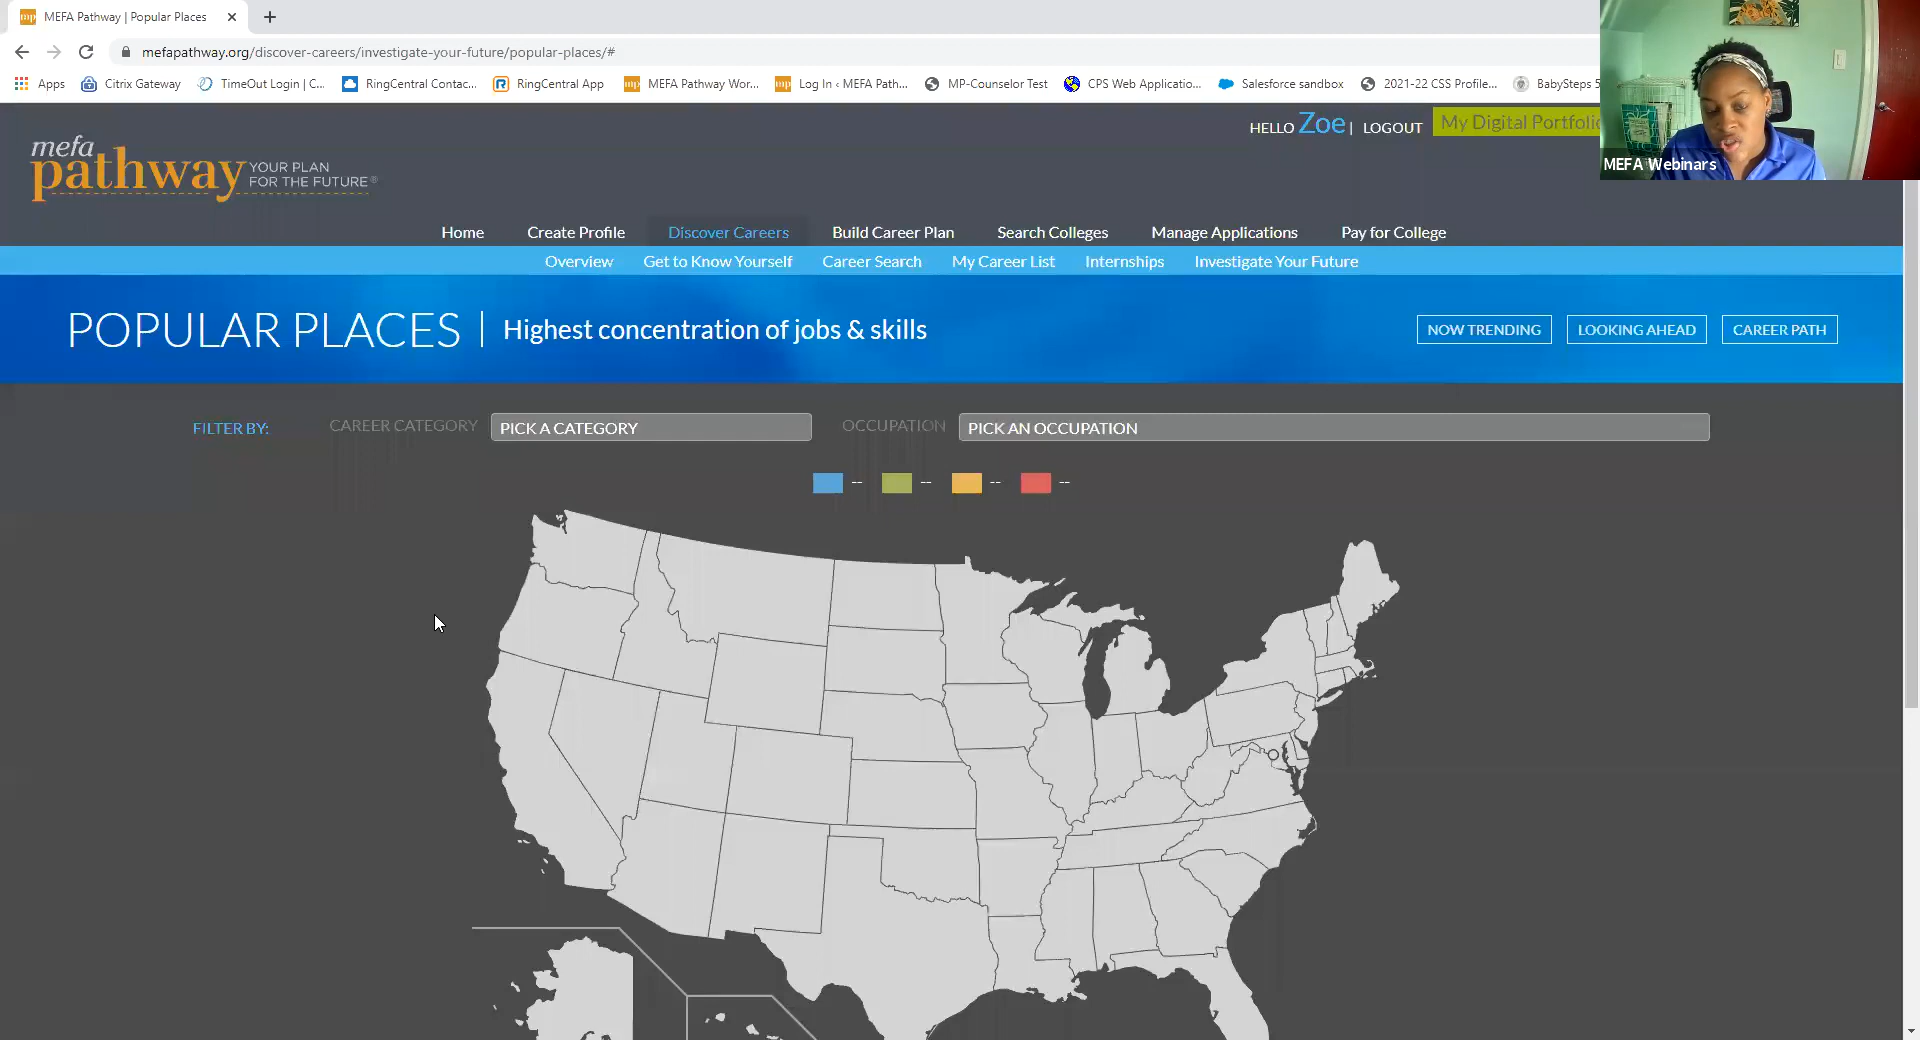 MEFA Pathway | Popular Places
mefapathway.org/discover-careers/investigate-your-future/popular-places/#
Apps Citrix Gateway TimeOut Login | C... RingCentral Contac... RingCentral App MEFA Pathway Wor... Log In ‹ MEFA Path... MP-Counselor Test CPS Web Applicatio... Salesforce sandbox 2021-22 CSS Profile... BabySteps 5
HELLO Zoe | LOGOUT My Digital Portfolio
mefa
pathway YOUR PLAN
FOR THE FUTURE®
MEFA Webinars
Home Create Profile Discover Careers Build Career Plan Search Colleges Manage Applications Pay for College
Overview Get to Know Yourself Career Search My Career List Internships Investigate Your Future
POPULAR PLACES | Highest concentration of jobs & skills NOW TRENDING LOOKING AHEAD CAREER PATH
FILTER BY: CAREER CATEGORY PICK A CATEGORY OCCUPATION PICK AN OCCUPATION
-- -- -- --